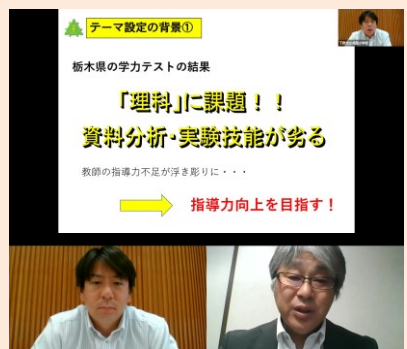 テーマ設定の背景①
栃木県の学力テストの結果
「理科」に課題！！
資料分析・実験技能が劣る
教師の指導力不足が浮き彫りに・・・
指導力向上を目指す！